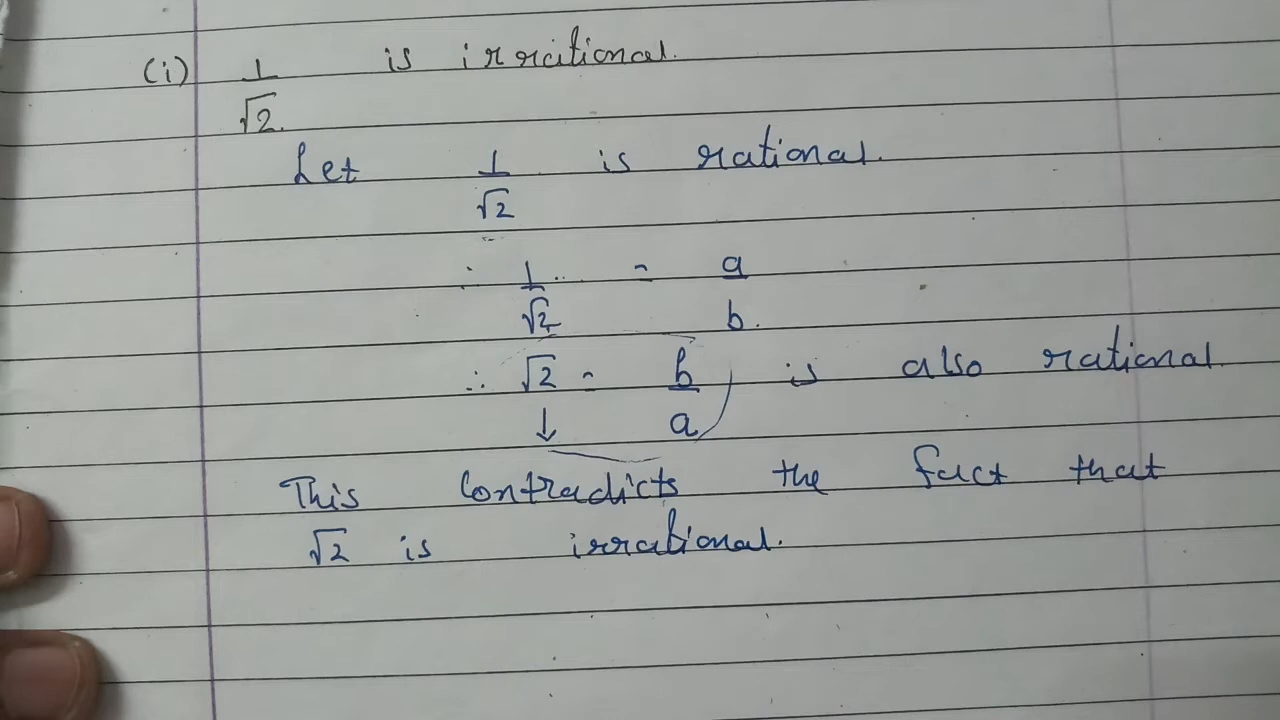 (i) 1/√2. is irrational.
Let 1/√2 is rational.
∴ 1/√2 = a/b.
∴ √2 = b/a is also rational
↓
This Contradicts the fact that
√2 is irrational.